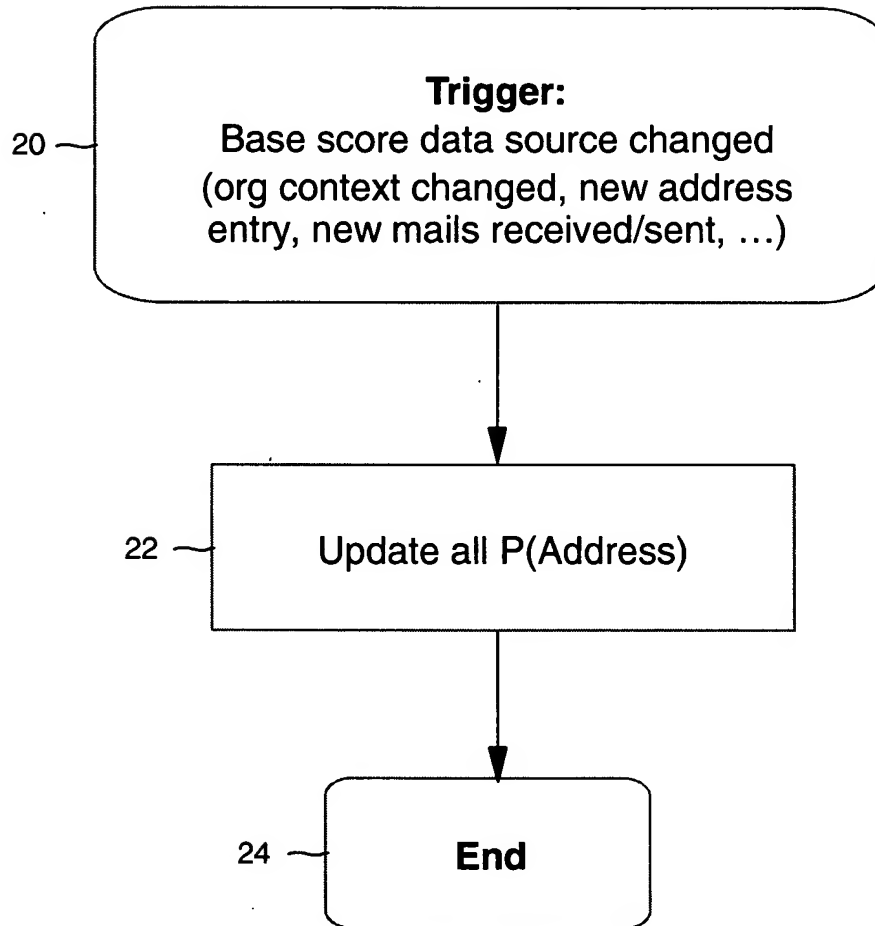 Trigger:
20
Base score data source changed
(org context changed, new address
entry, new mails received/sent, ...)
22
Update all P(Address)
24
End